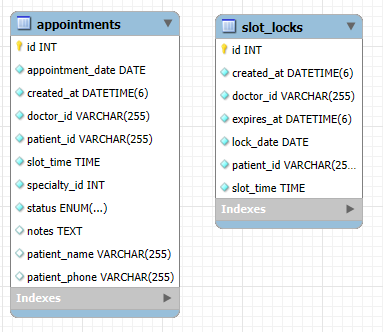 appointments
id INT
appointment_date DATE
created_at DATETIME(6)
doctor_id VARCHAR(255)
patient_id VARCHAR(255)
slot_time TIME
specialty_id INT
status ENUM(...)
notes TEXT
patient_name VARCHAR(255)
patient_phone VARCHAR(255)
Indexes
slot_locks
id INT
created_at DATETIME(6)
doctor_id VARCHAR(255)
expires_at DATETIME(6)
lock_date DATE
patient_id VARCHAR(25...
slot_time TIME
Indexes